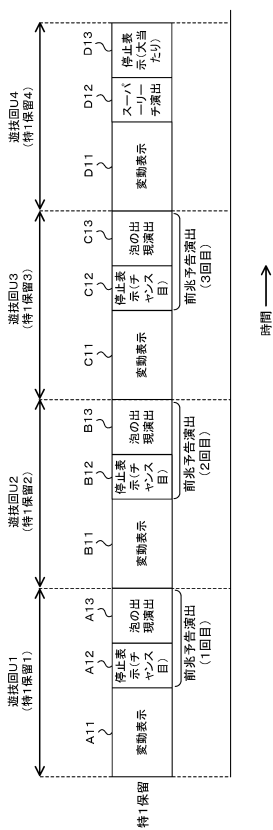 遊技回U1
(特1保留1)
遊技回U2
(特1保留2)
遊技回U3
(特1保留3)
遊技回U4
(特1保留4)
A11
A12
A13
B11
B12
B13
C11
C12
C13
D11
D12
D13
特1保留
変動表示
停止表
示(チ
ャンス
目)
泡の出
現演出
変動表示
停止表
示(チ
ャンス
目)
泡の出
現演出
変動表示
停止表
示(チ
ャンス
目)
泡の出
現演出
変動表示
スーパ
ーリー
チ演出
停止表
示(大当
たり)
前兆予告演出
(1回目)
前兆予告演出
(2回目)
前兆予告演出
(3回目)
時間